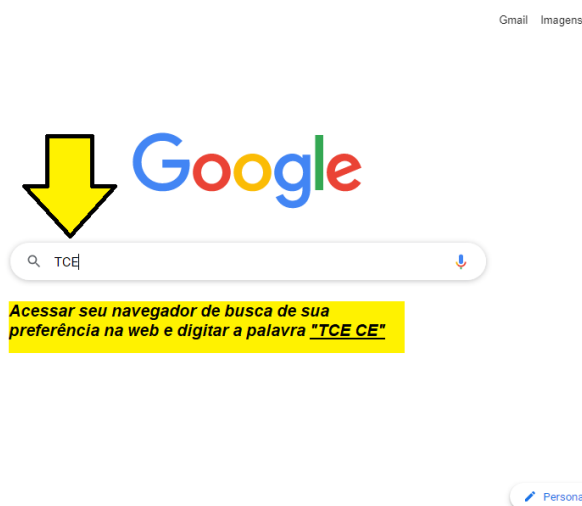 Gmail Imagens
Google
TCE
Acessar seu navegador de busca de sua
preferência na web e digitar a palavra "TCE CE"
Persona